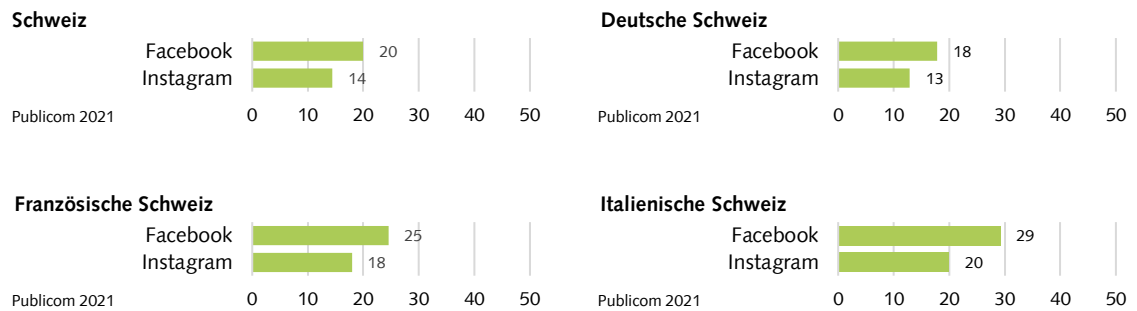 Schweiz
Facebook 20
Instagram 14
Publicom 2021 0 10 20 30 40 50
Deutsche Schweiz
Facebook 18
Instagram 13
Publicom 2021 0 10 20 30 40 50
Französische Schweiz
Facebook 25
Instagram 18
Publicom 2021 0 10 20 30 40 50
Italienische Schweiz
Facebook 29
Instagram 20
Publicom 2021 0 10 20 30 40 50